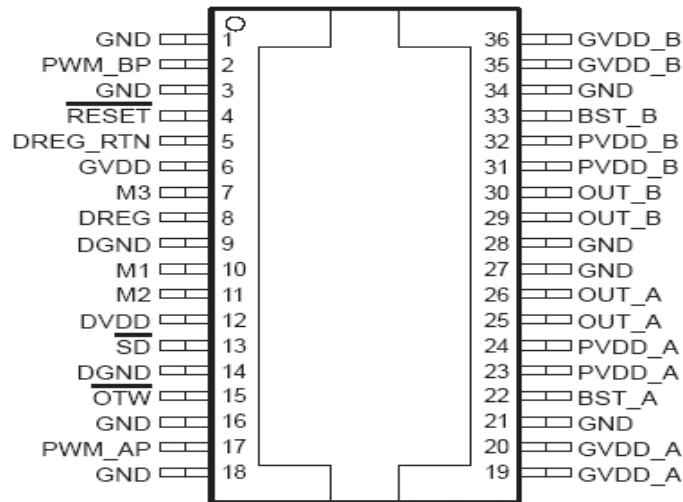 GND 1 36 GVDD_B
PWM_BP 2 35 GVDD_B
GND 3 34 GND
RESET 4 33 BST_B
DREG_RTN 5 32 PVDD_B
GVDD 6 31 PVDD_B
M3 7 30 OUT_B
DREG 8 29 OUT_B
DGND 9 28 GND
M1 10 27 GND
M2 11 26 OUT_A
DVDD 12 25 OUT_A
SD 13 24 PVDD_A
DGND 14 23 PVDD_A
OTW 15 22 BST_A
GND 16 21 GND
PWM_AP 17 20 GVDD_A
GND 18 19 GVDD_A